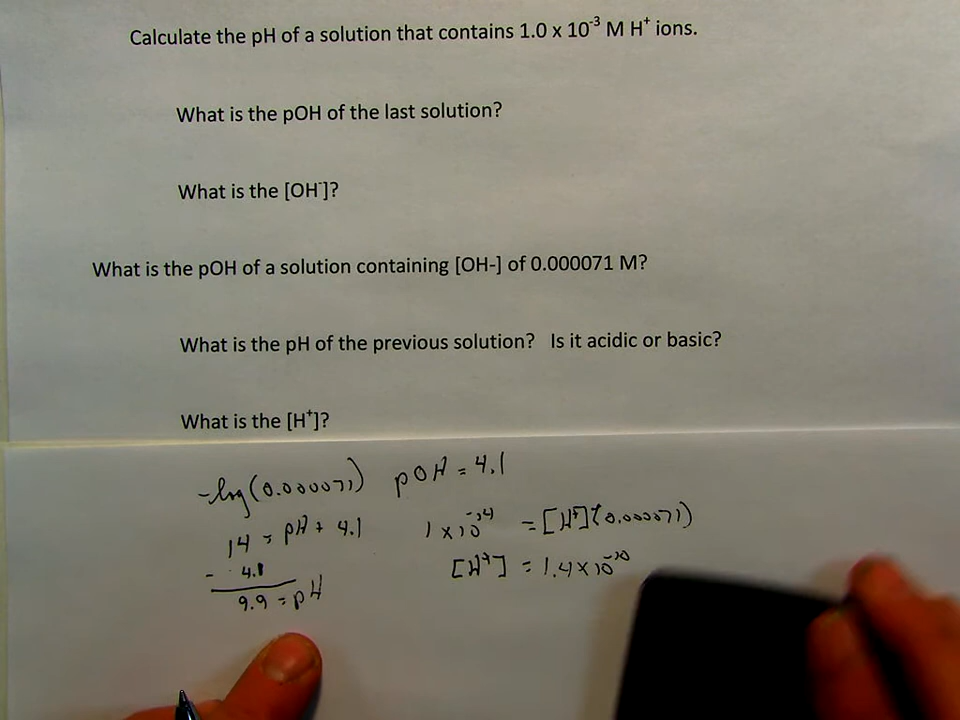 Calculate the pH of a solution that contains 1.0 x 10⁻³ M H⁺ ions.
What is the pOH of the last solution?
What is the [OH⁻]?
What is the pOH of a solution containing [OH-] of 0.000071 M?
What is the pH of the previous solution? Is it acidic or basic?
What is the [H⁺]?
-log(0.000071) pOH = 4.1
14 = pH + 4.1 1 x 10⁻¹⁴ = [H⁺](0.000071)
- 4.1 [H⁺] = 1.4 x 10⁻¹⁰
9.9 = pH